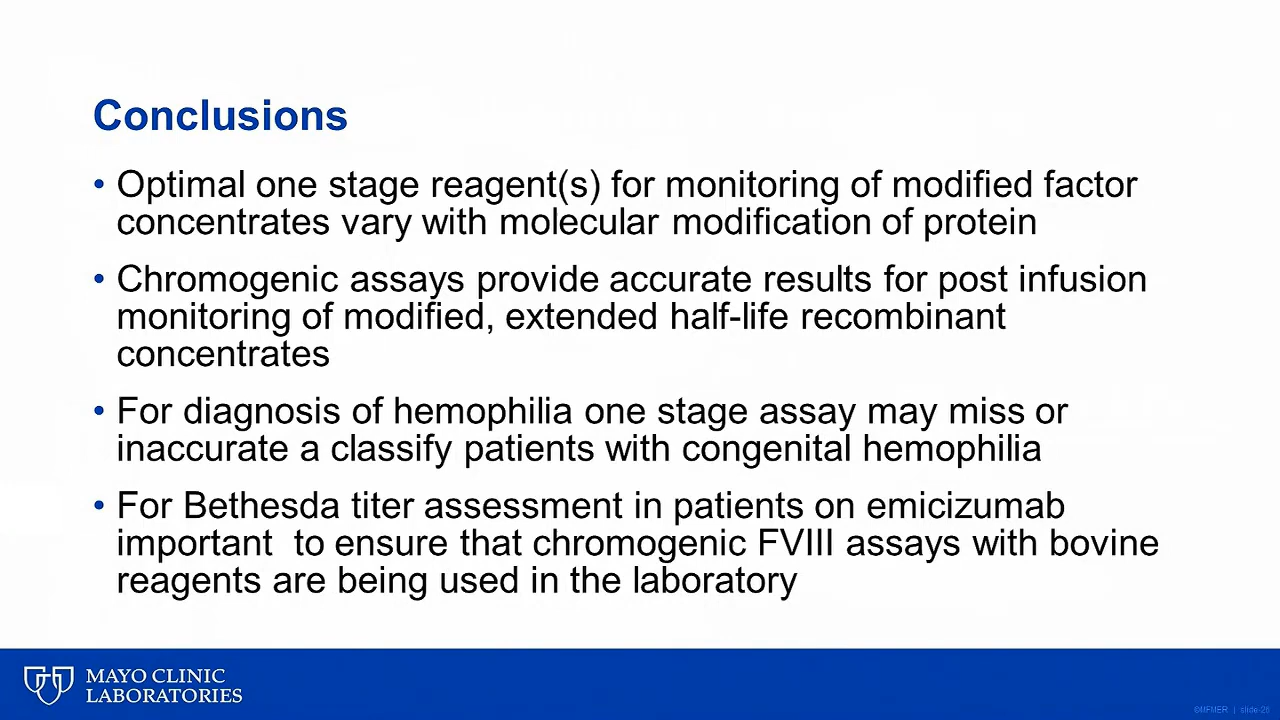 Conclusions
• Optimal one stage reagent(s) for monitoring of modified factor
concentrates vary with molecular modification of protein
• Chromogenic assays provide accurate results for post infusion
monitoring of modified, extended half-life recombinant
concentrates
• For diagnosis of hemophilia one stage assay may miss or
inaccurate a classify patients with congenital hemophilia
• For Bethesda titer assessment in patients on emicizumab
important  to ensure that chromogenic FVIII assays with bovine
reagents are being used in the laboratory
MAYO CLINIC
LABORATORIES
©MFMER | slide-26